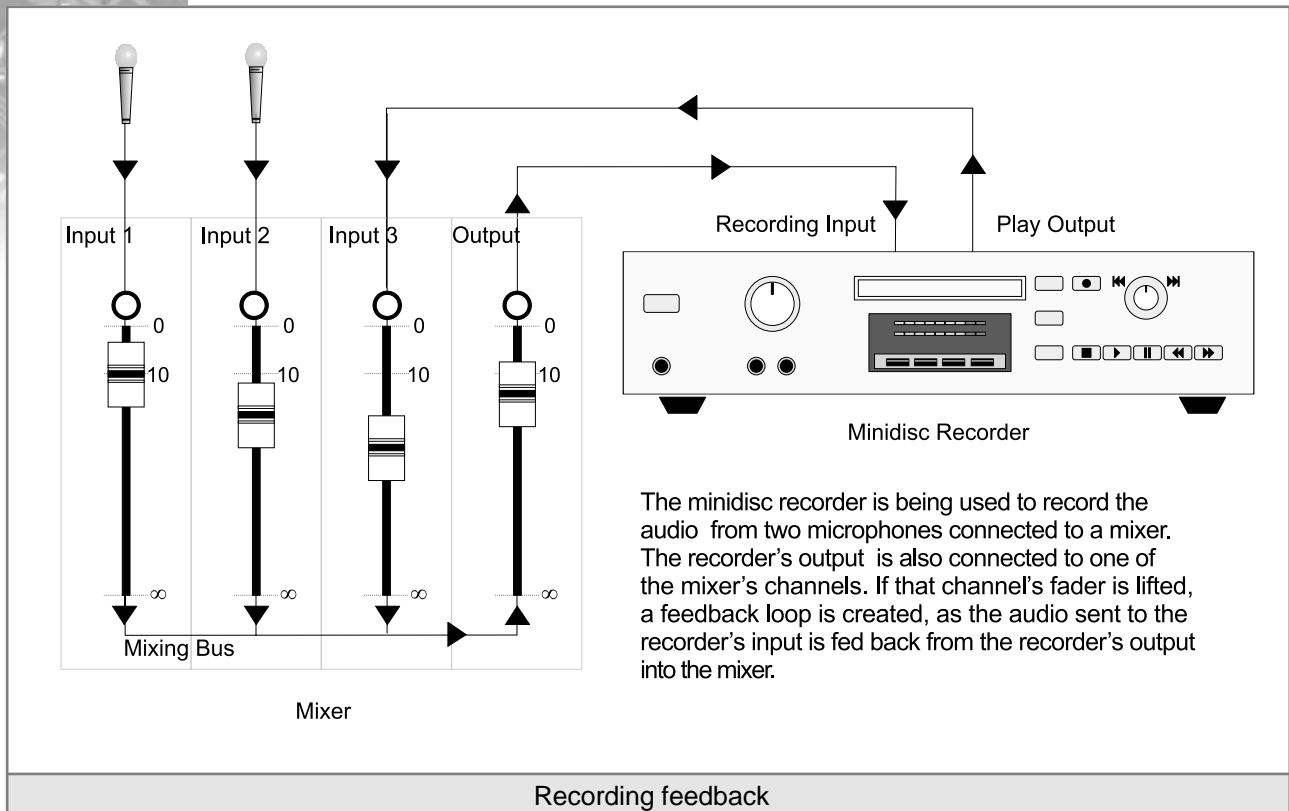 Input 1 Input 2 Input 3 Output
Recording Input Play Output
0 0 0 0
10 10 10 10
∞ ∞ ∞ ∞
Mixing Bus
Mixer
Minidisc Recorder
The minidisc recorder is being used to record the
audio from two microphones connected to a mixer.
The recorder's output is also connected to one of
the mixer's channels. If that channel's fader is lifted,
a feedback loop is created, as the audio sent to the
recorder's input is fed back from the recorder's output
into the mixer.
Recording feedback